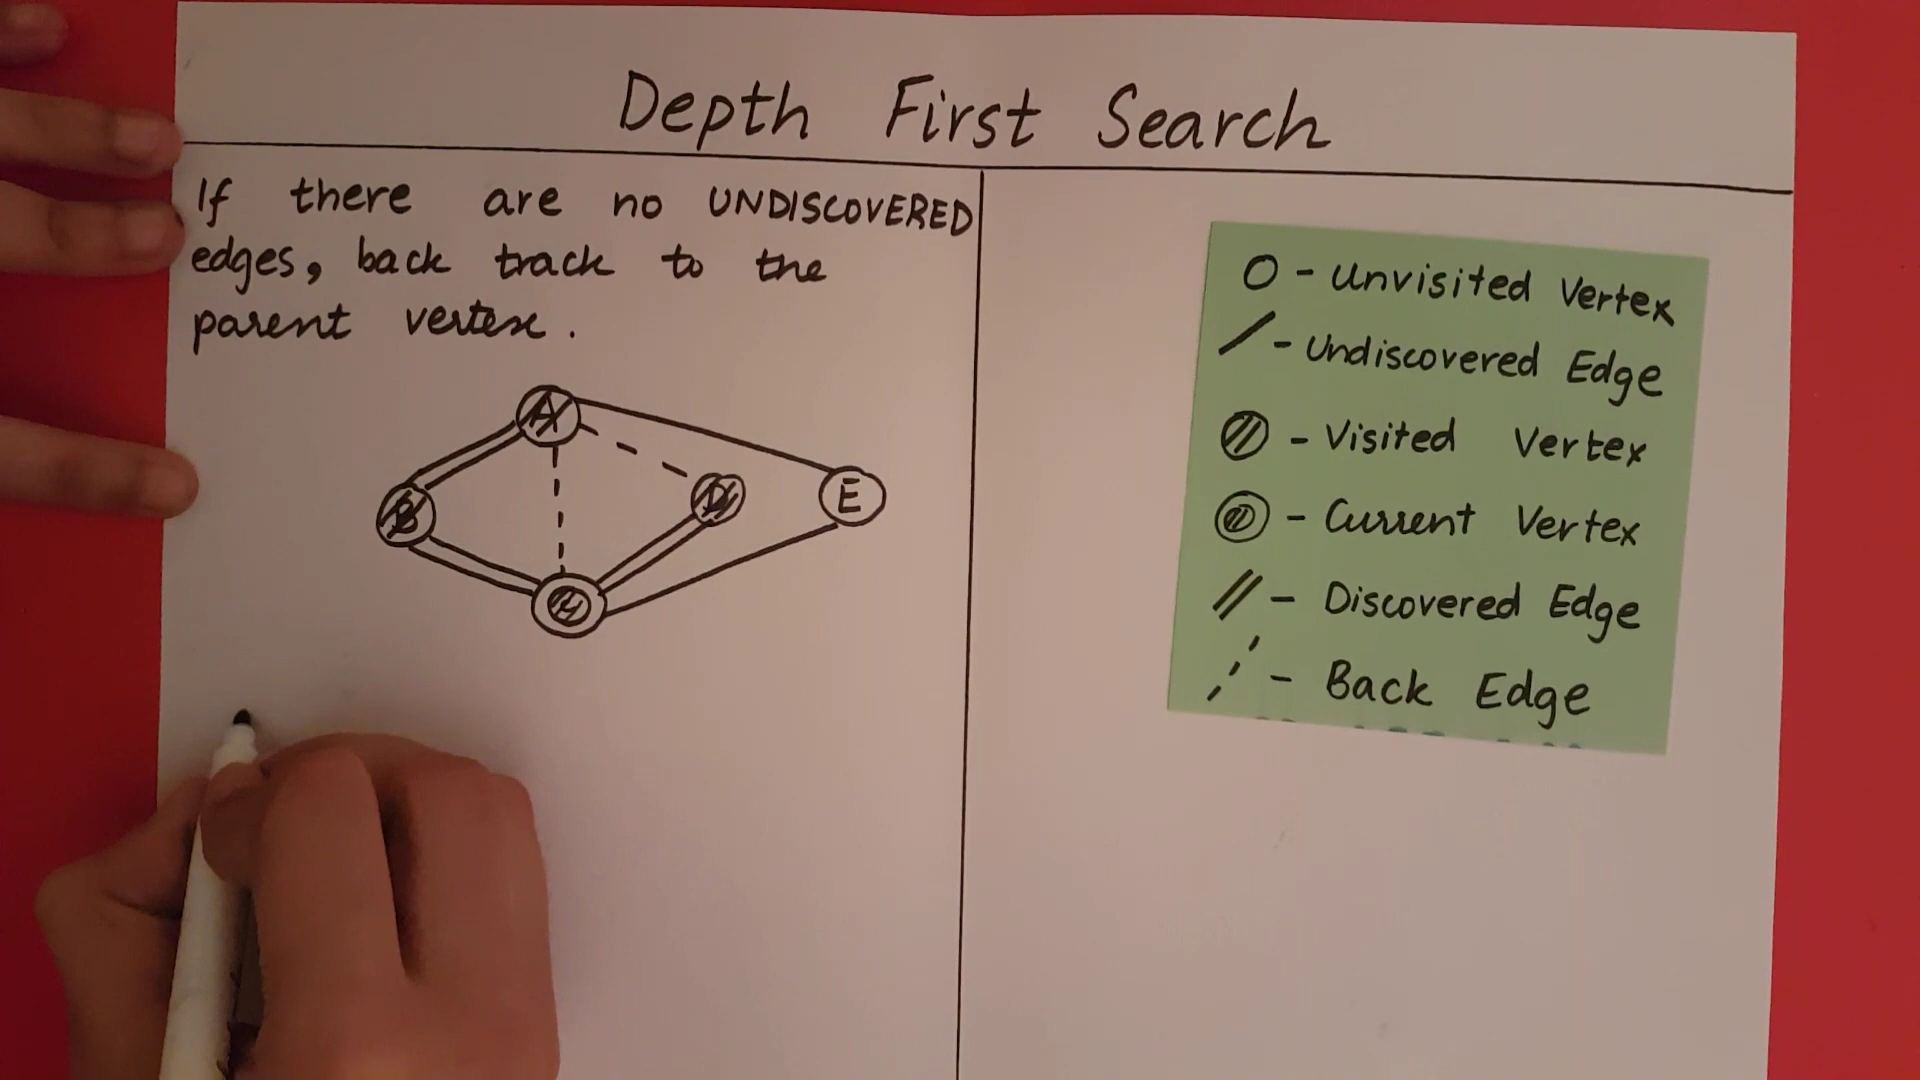 Depth First Search
If there are no UNDISCOVERED
edges, back track to the
parent vertex.
A
B
D
E
O - Unvisited Vertex
/ - Undiscovered Edge
- Visited Vertex
- Current Vertex
// - Discovered Edge
- Back Edge